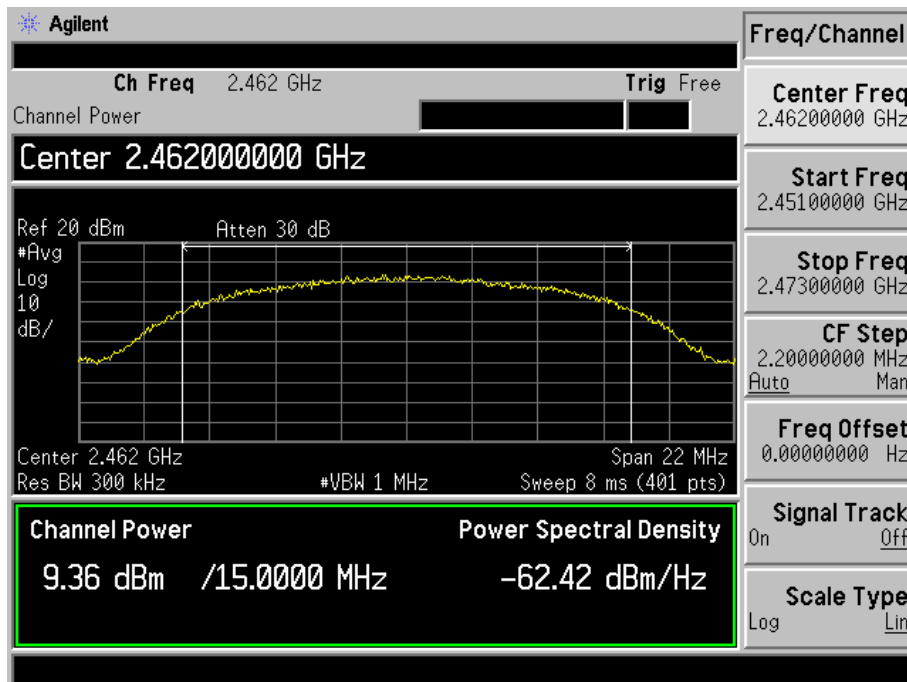 Agilent
Freq/Channel
Ch Freq 2.462 GHz Trig Free
Channel Power
Center 2.462000000 GHz
Ref 20 dBm Atten 30 dB
#Avg
Log
10
dB/
Center 2.462 GHz Span 22 MHz
Res BW 300 kHz #VBW 1 MHz Sweep 8 ms (401 pts)
Channel Power Power Spectral Density
9.36 dBm /15.0000 MHz -62.42 dBm/Hz
Center Freq
2.46200000 GHz
Start Freq
2.45100000 GHz
Stop Freq
2.47300000 GHz
CF Step
2.20000000 MHz
Auto Man
Freq Offset
0.00000000 Hz
Signal Track
On Off
Scale Type
Log Lin